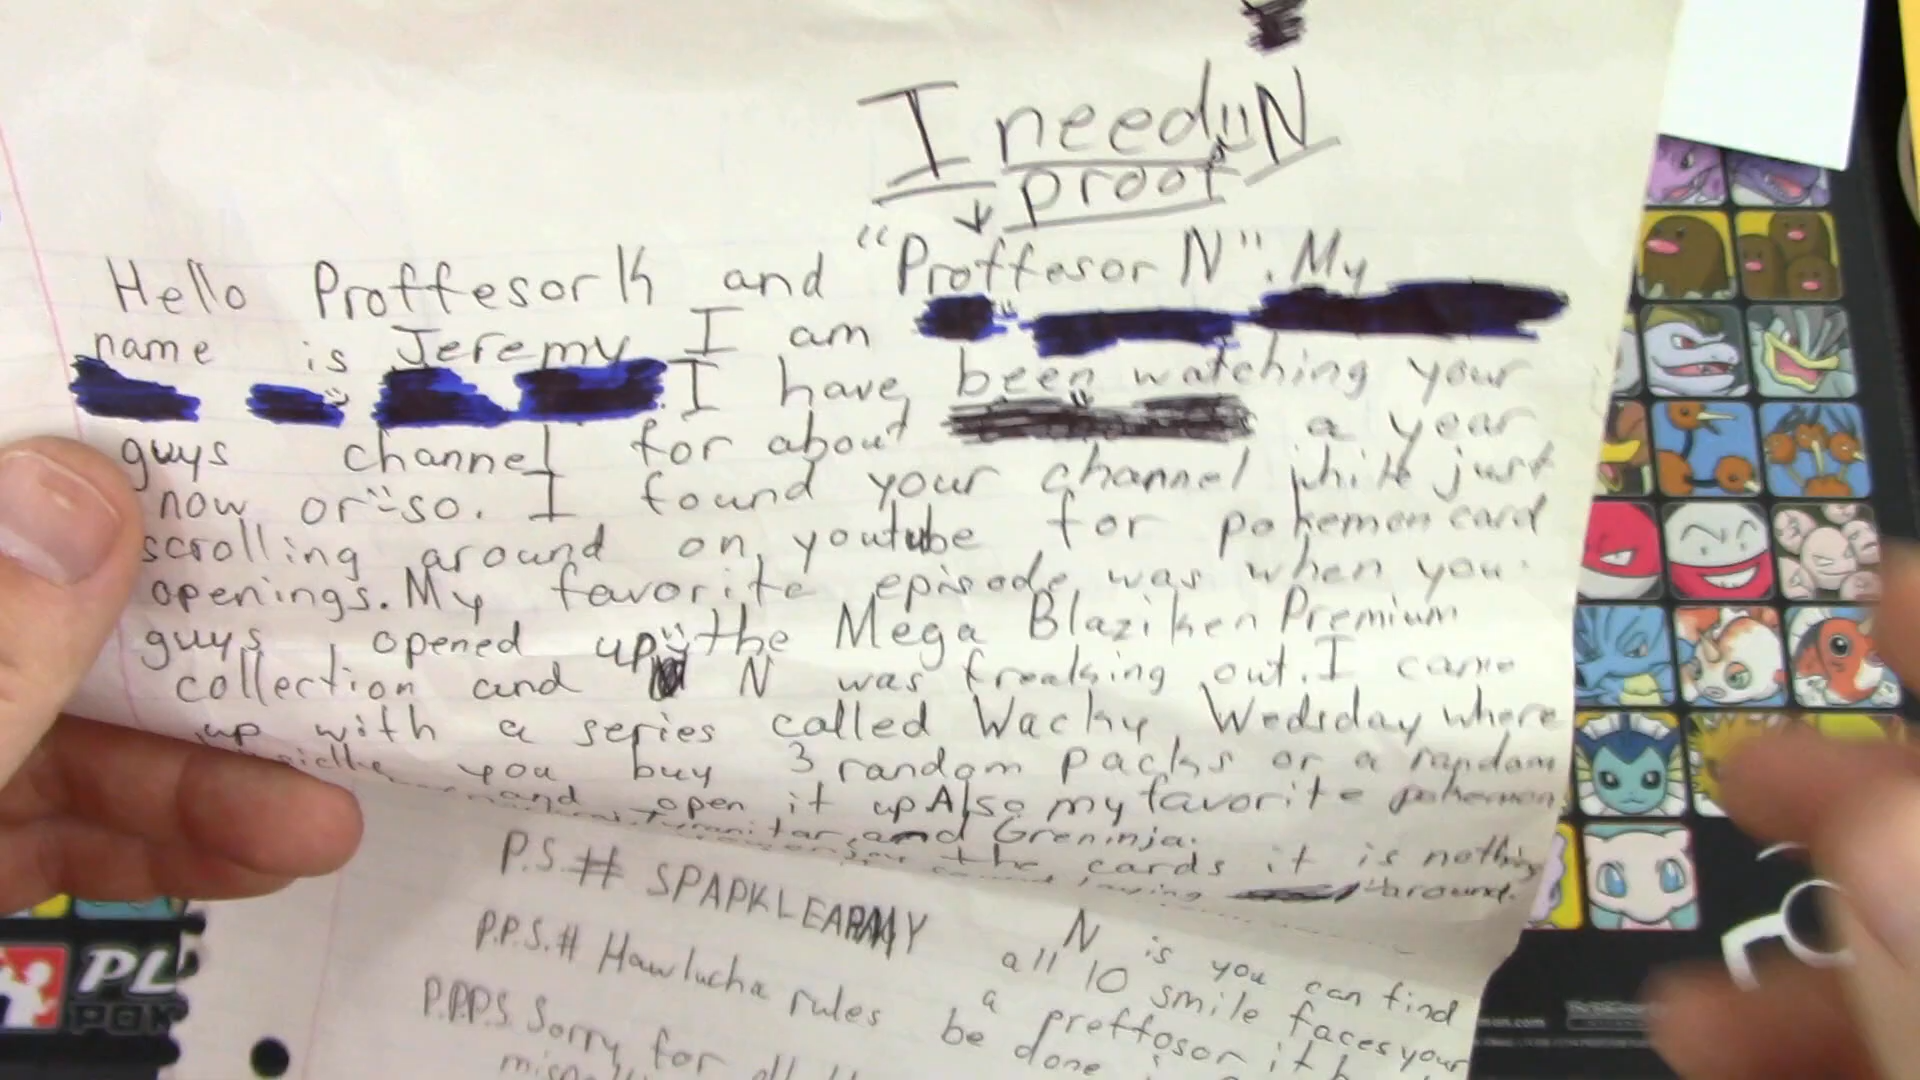 I need N
proof
Hello Proffesor K and "Proffesor N". My
name is Jeremy I am
I have been watching your
guys channel for about a year
now or so. I found your channel while just
scrolling around on youtube for pokemon card
openings. My favorite episode was when you
guys opened up the Mega Blaziken Premium
collection and N was freaking out. I came
up with a series called Wacky Wedsday where
you buy 3 random packs or a random
and open it up Also my favorite pokemon
and Greninja.
the cards it is nothing
around.
P.S. # SPARKLEARMY
P.P.S. # Hawlucha rules
P.P.P.S. Sorry for all
N is you can find
all 10 smile faces your
a preffosor it
be done
PL
POK